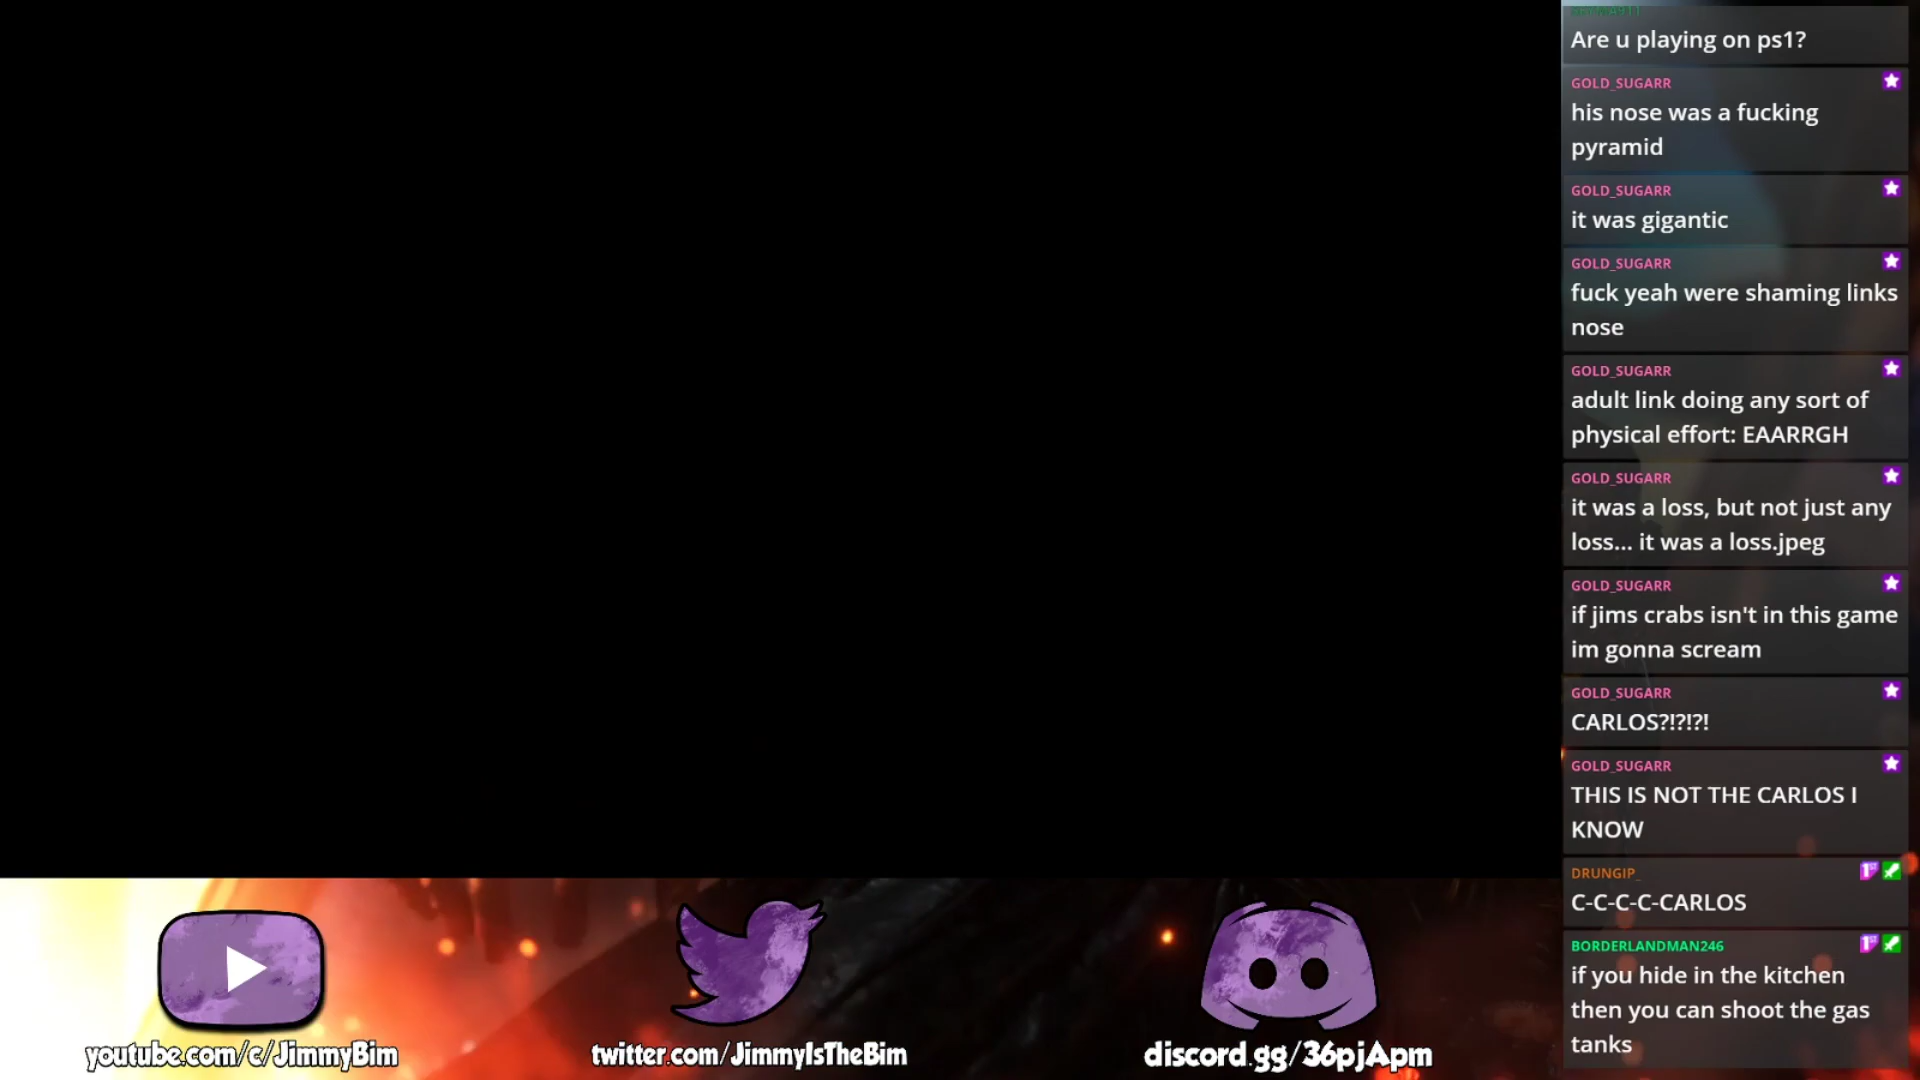 Are u playing on ps1?
GOLD_SUGARR
his nose was a fucking
pyramid
GOLD_SUGARR
it was gigantic
GOLD_SUGARR
fuck yeah were shaming links
nose
GOLD_SUGARR
adult link doing any sort of
physical effort: EAARRGH
GOLD_SUGARR
it was a loss, but not just any
loss... it was a loss.jpeg
GOLD_SUGARR
if jims crabs isn't in this game
im gonna scream
GOLD_SUGARR
CARLOS?!?!?!
GOLD_SUGARR
THIS IS NOT THE CARLOS I
KNOW
DRUNGIP_
C-C-C-C-CARLOS
BORDERLANDMAN246
if you hide in the kitchen
then you can shoot the gas
tanks
youtube.com/c/JimmyBim
twitter.com/JimmyIsTheBim
discord.gg/36pjApm